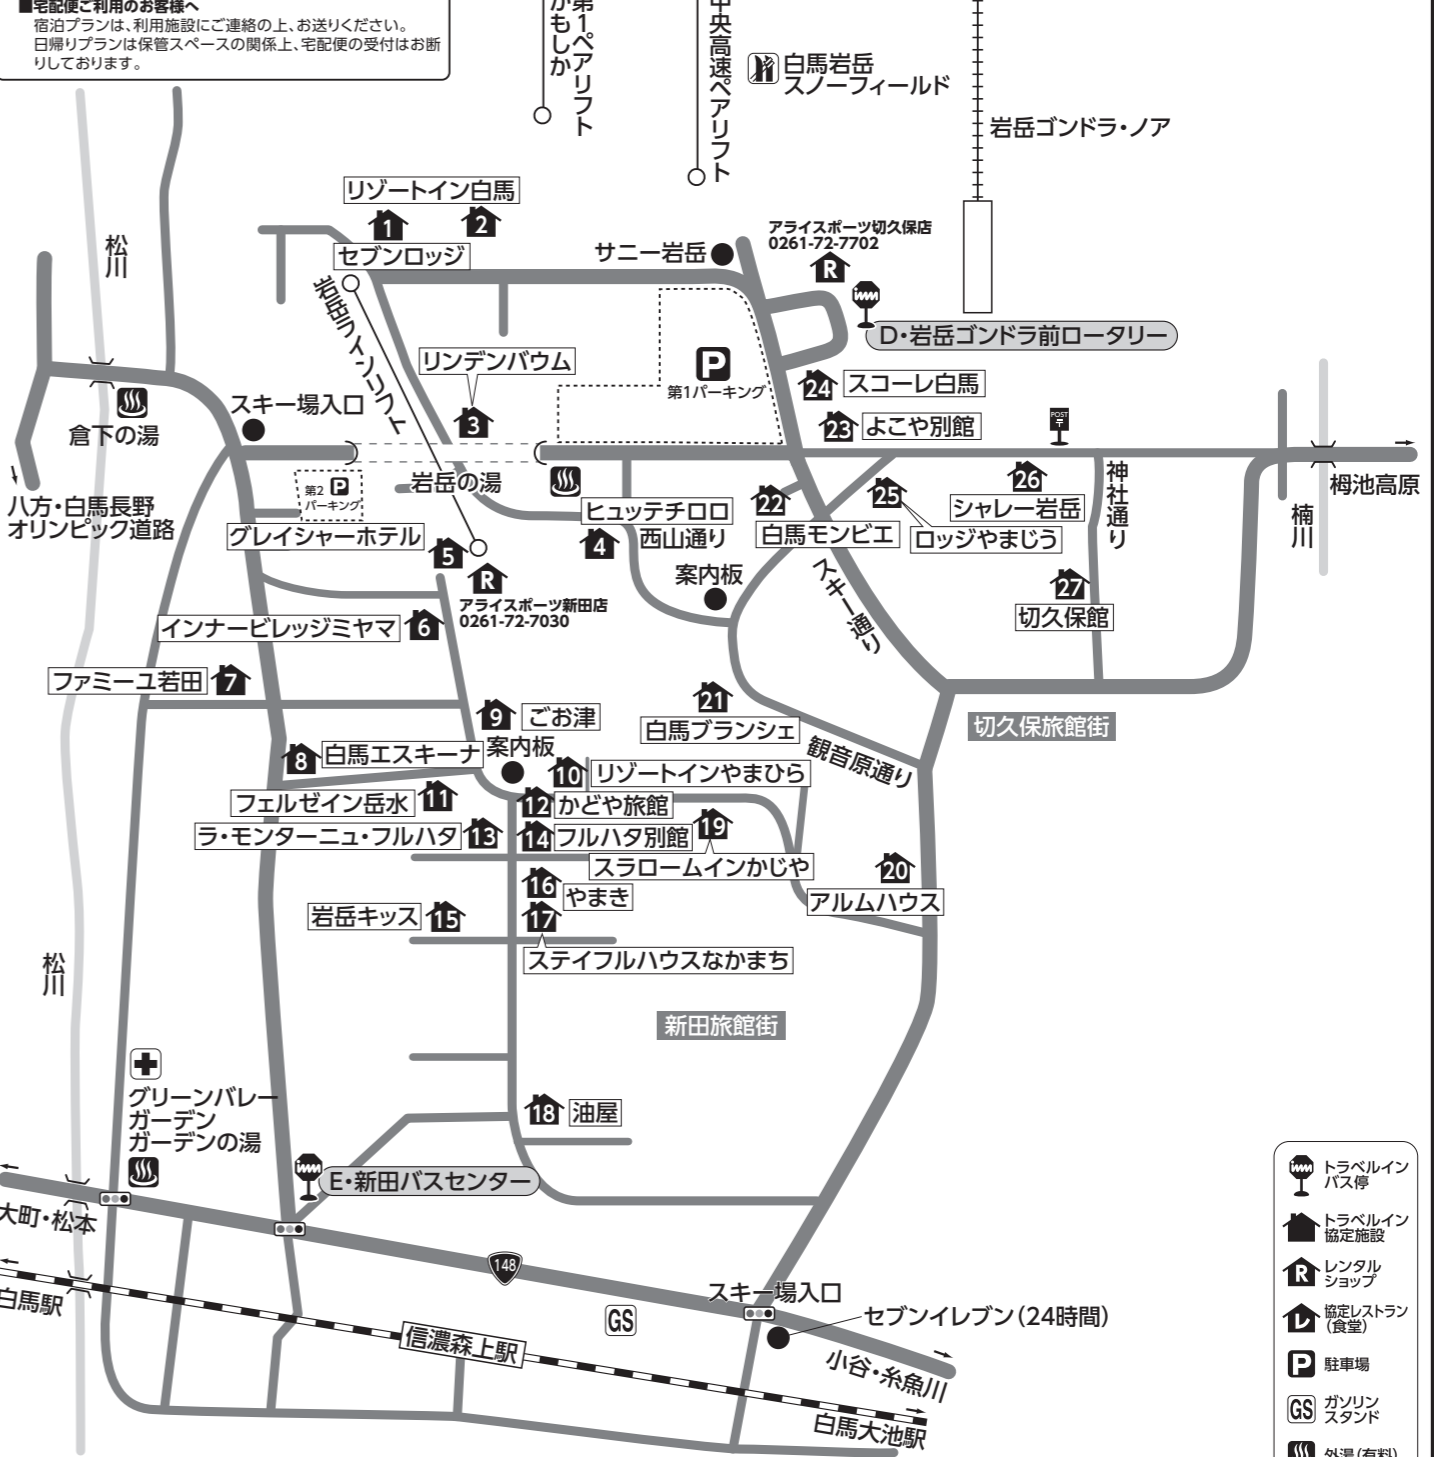 ■宅配便ご利用のお客様へ
宿泊プランは、利用施設にご連絡の上、お送りください。
日帰りプランは保管スペースの関係上、宅配便の受付はお断
りしております。
第1ペアリフト
かもしか
中央高速ペアリフト
白馬岩岳
スノーフィールド
岩岳ゴンドラ・ノア
リゾートイン白馬
1
2
セブンロッジ
松川
サニー岩岳
アライスポーツ切久保店
0261-72-7702
R
D・岩岳ゴンドラ前ロータリー
岩岳ラインリフト
リンデンバウム
3
P
第1パーキング
24
スコーレ白馬
23
よこや別館
POST
〒
スキー場入口
倉下の湯
八方・白馬長野
オリンピック道路
第2 P
パーキング
岩岳の湯
グレイシャーホテル
5
R
アライスポーツ新田店
0261-72-7030
ヒュッテチロロ
4
西山通り
案内板
22
白馬モンビエ
25
ロッジやまじう
26
シャレー岩岳
神社通り
27
切久保館
栂池高原
楠川
スキー通り
インナービレッジミヤマ
6
ファミーユ若田
7
9
ごお津
21
白馬ブランシェ
観音原通り
切久保旅館街
8
白馬エスキーナ
案内板
10
リゾートインやまひら
フェルゼイン岳水
11
12
かどや旅館
ラ・モンターニュ・フルハタ
13
14
フルハタ別館
19
スラロームインかじや
20
アルムハウス
16
やまき
岩岳キッス
15
17
ステイフルハウスなかまち
松川
新田旅館街
グリーンバレー
ガーデン
ガーデンの湯
18
油屋
E・新田バスセンター
大町・松本
148
白馬駅
信濃森上駅
GS
スキー場入口
セブンイレブン（24時間）
小谷・糸魚川
白馬大池駅
トラベルイン
バス停
トラベルイン
協定施設
R
レンタル
ショップ
協定レストラン
（食堂）
P
駐車場
GS
ガソリン
スタンド
外湯（有料）